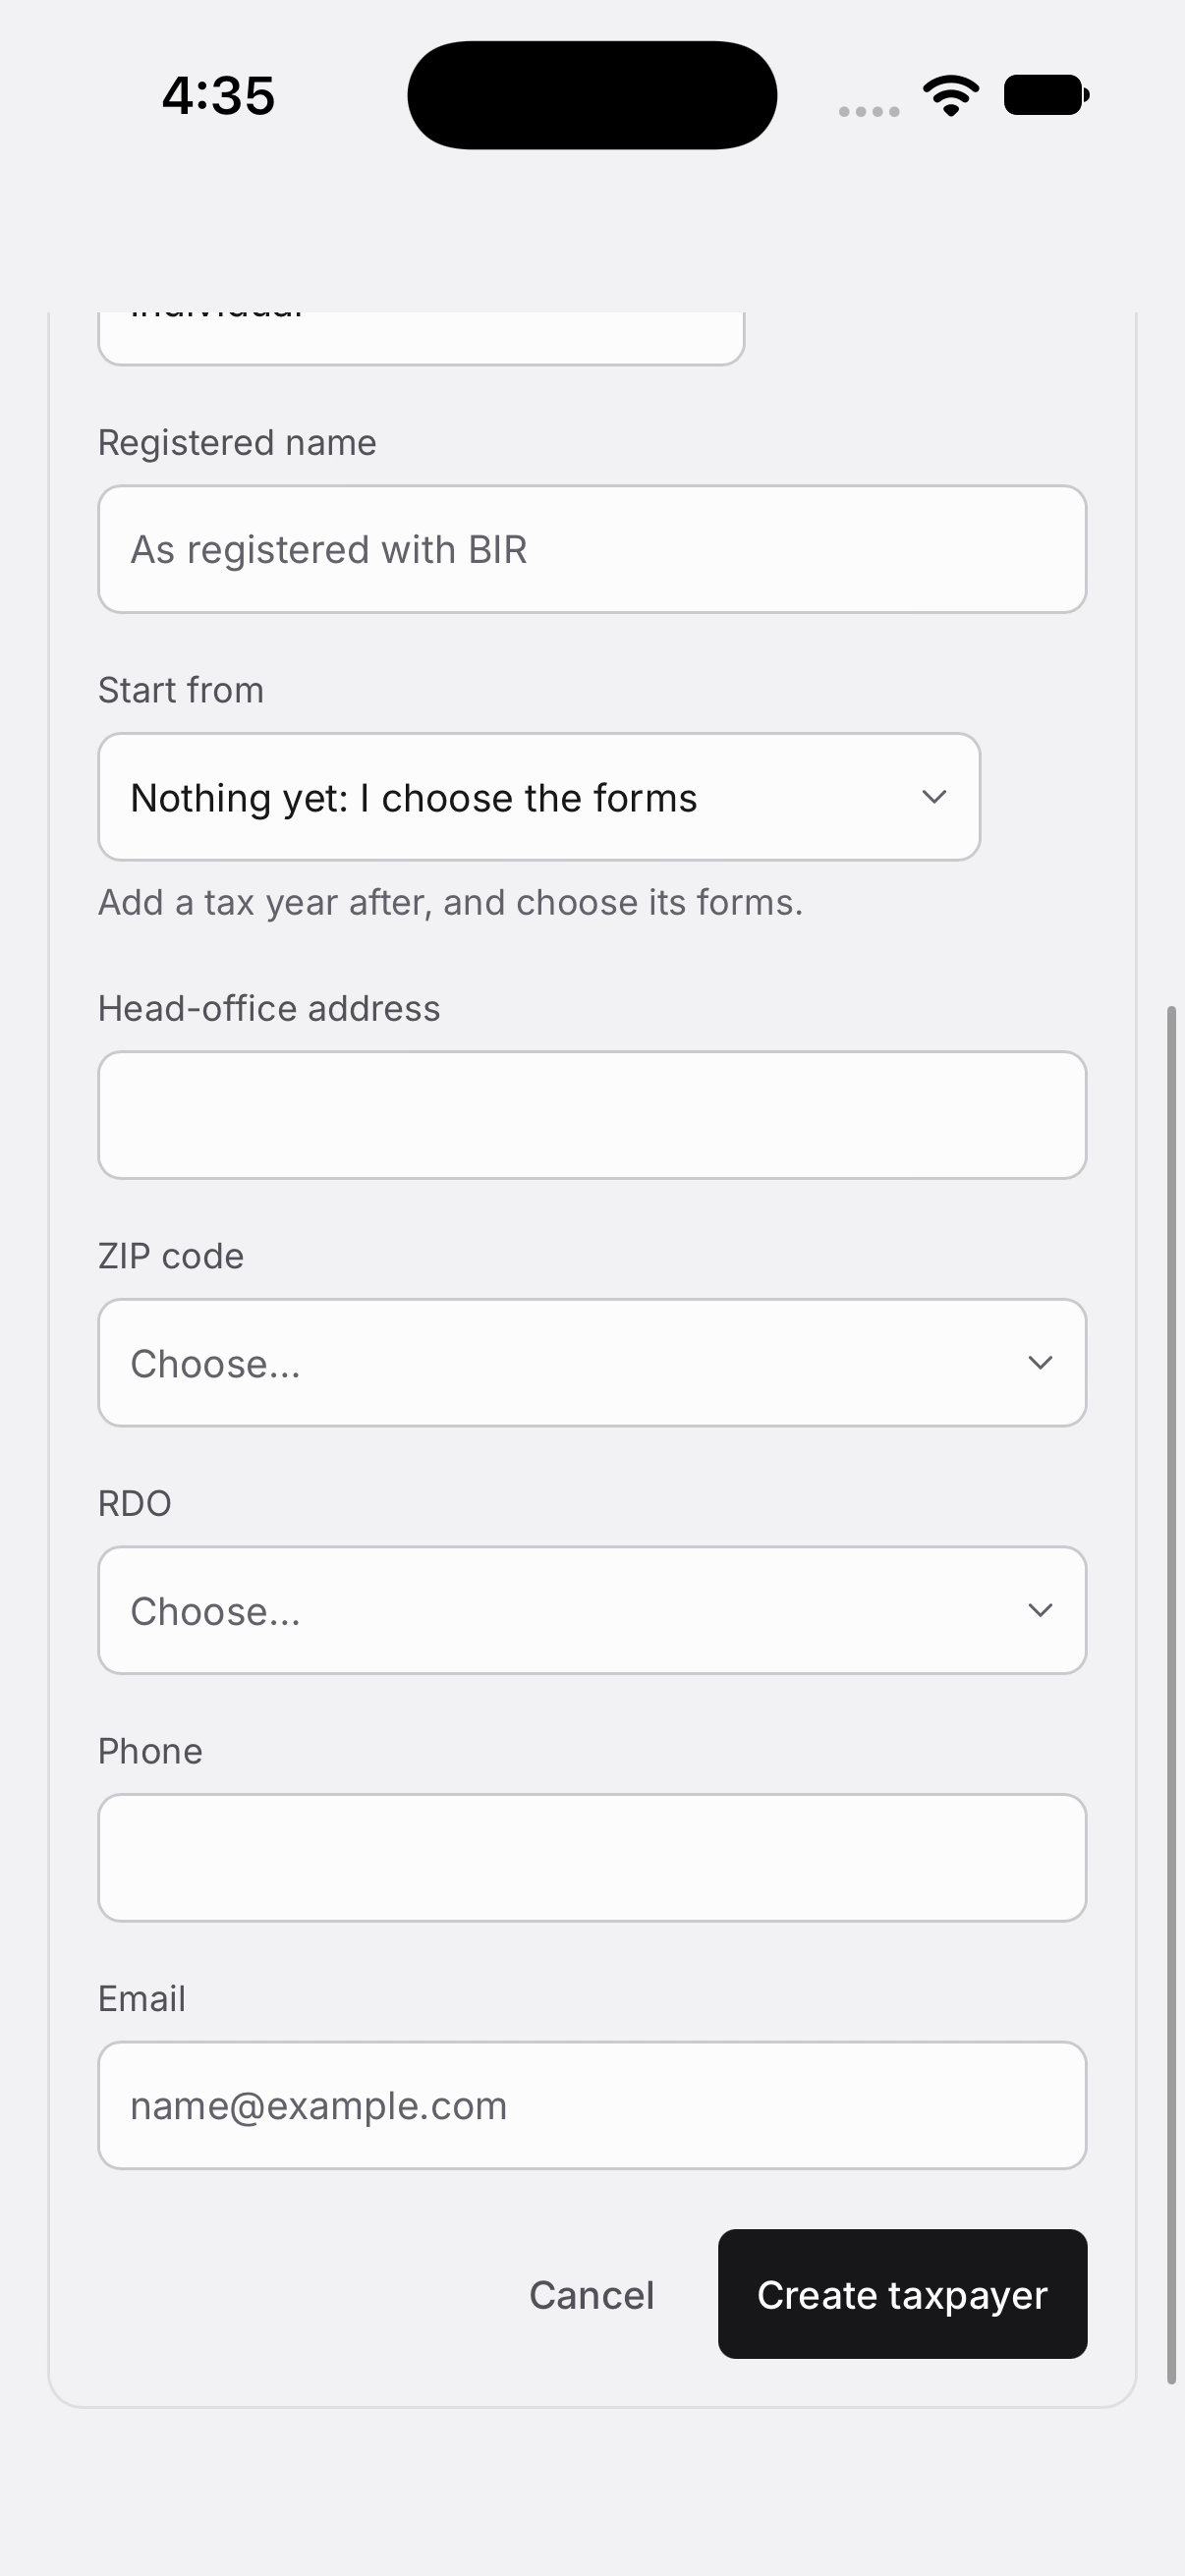 4:35
Individual
Registered name
As registered with BIR
Start from
Nothing yet: I choose the forms
Add a tax year after, and choose its forms.
Head-office address
ZIP code
Choose...
RDO
Choose...
Phone
Email
name@example.com
Cancel
Create taxpayer